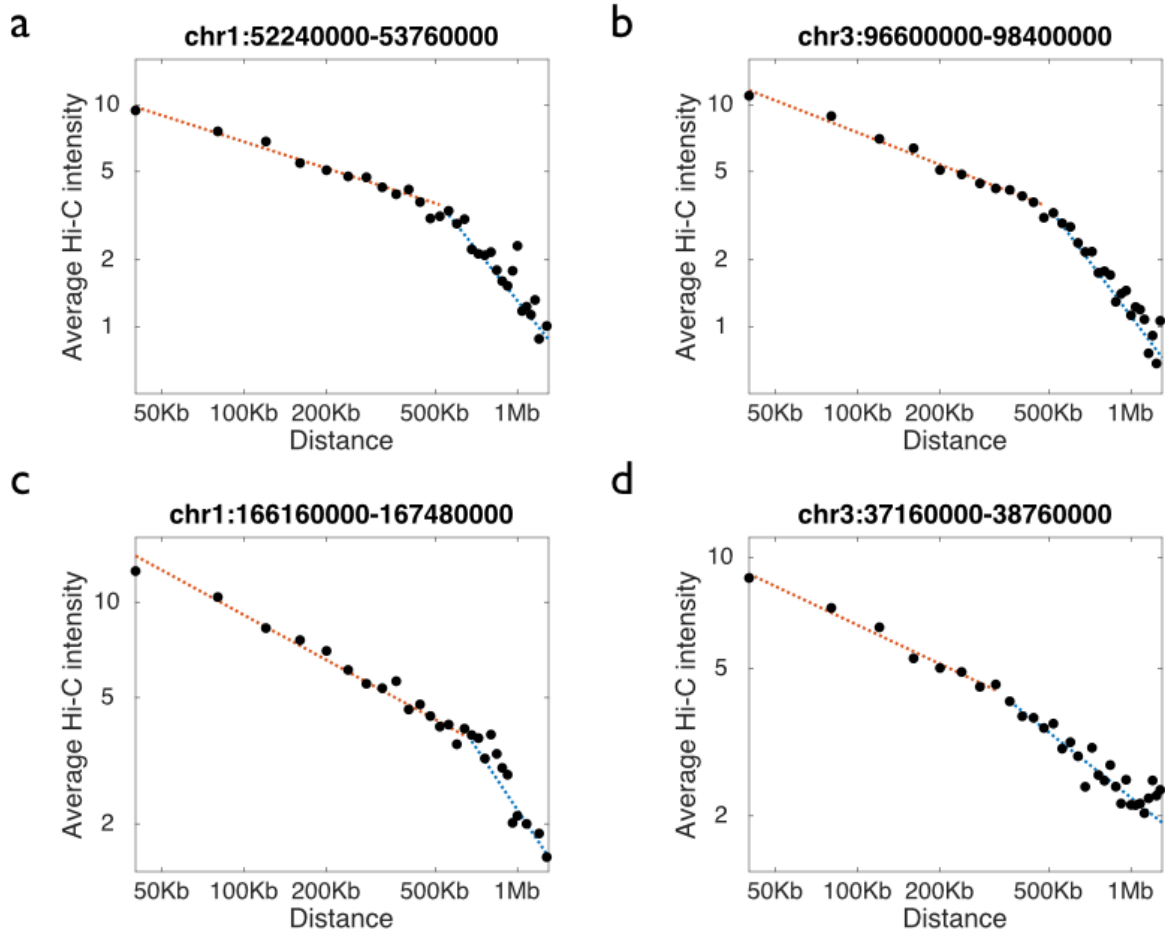 a
chr1:52240000-53760000
Average Hi-C intensity
10
5
2
1
50Kb 100Kb 200Kb 500Kb 1Mb
Distance
b
chr3:96600000-98400000
Average Hi-C intensity
10
5
2
1
50Kb 100Kb 200Kb 500Kb 1Mb
Distance
c
chr1:166160000-167480000
Average Hi-C intensity
10
5
2
50Kb 100Kb 200Kb 500Kb 1Mb
Distance
d
chr3:37160000-38760000
Average Hi-C intensity
10
5
2
50Kb 100Kb 200Kb 500Kb 1Mb
Distance